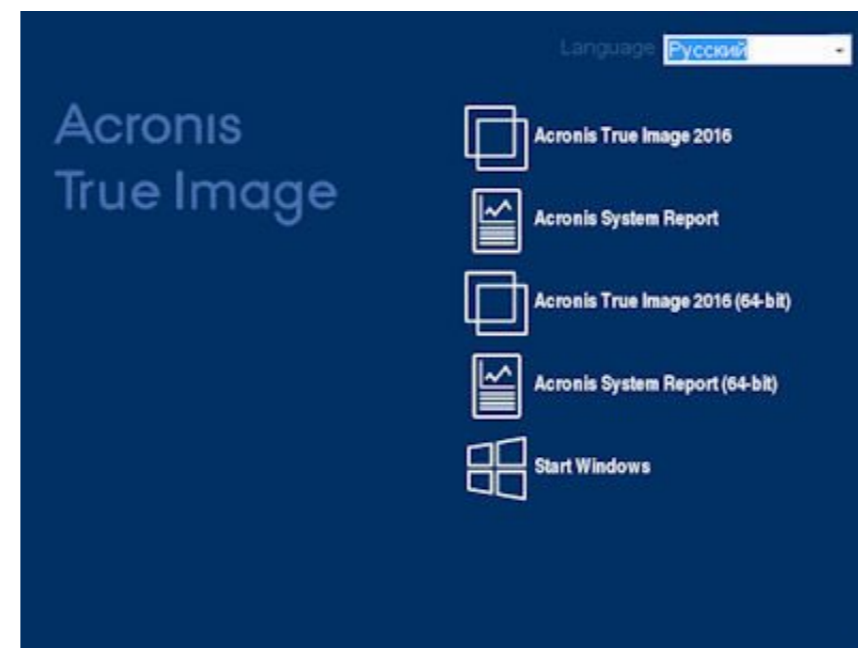 Language Русский
Acronis
True Image
Acronis True Image 2016
Acronis System Report
Acronis True Image 2016 (64-bit)
Acronis System Report (64-bit)
Start Windows